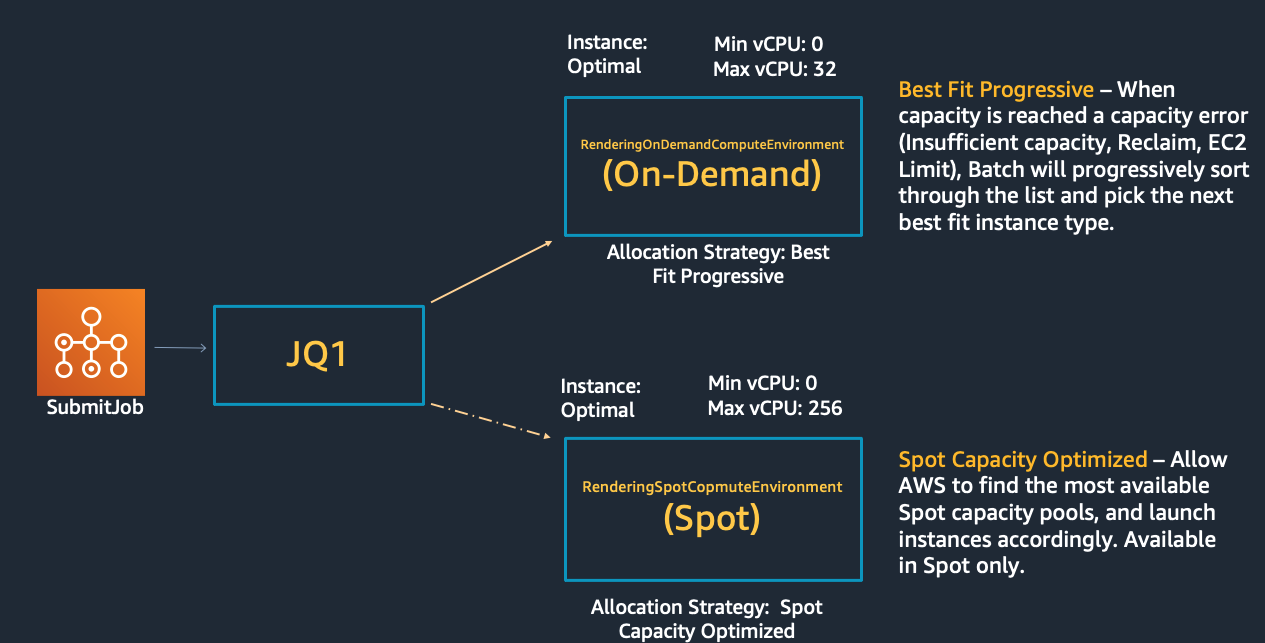 Instance:
Optimal
Min vCPU: 0
Max vCPU: 32
RenderingOnDemandComputeEnvironment
(On-Demand)
Allocation Strategy: Best
Fit Progressive
Best Fit Progressive – When
capacity is reached a capacity error
(Insufficient capacity, Reclaim, EC2
Limit), Batch will progressively sort
through the list and pick the next
best fit instance type.
SubmitJob
JQ1
Instance:
Optimal
Min vCPU: 0
Max vCPU: 256
RenderingSpotCopmuteEnvironment
(Spot)
Allocation Strategy: Spot
Capacity Optimized
Spot Capacity Optimized – Allow
AWS to find the most available
Spot capacity pools, and launch
instances accordingly. Available
in Spot only.